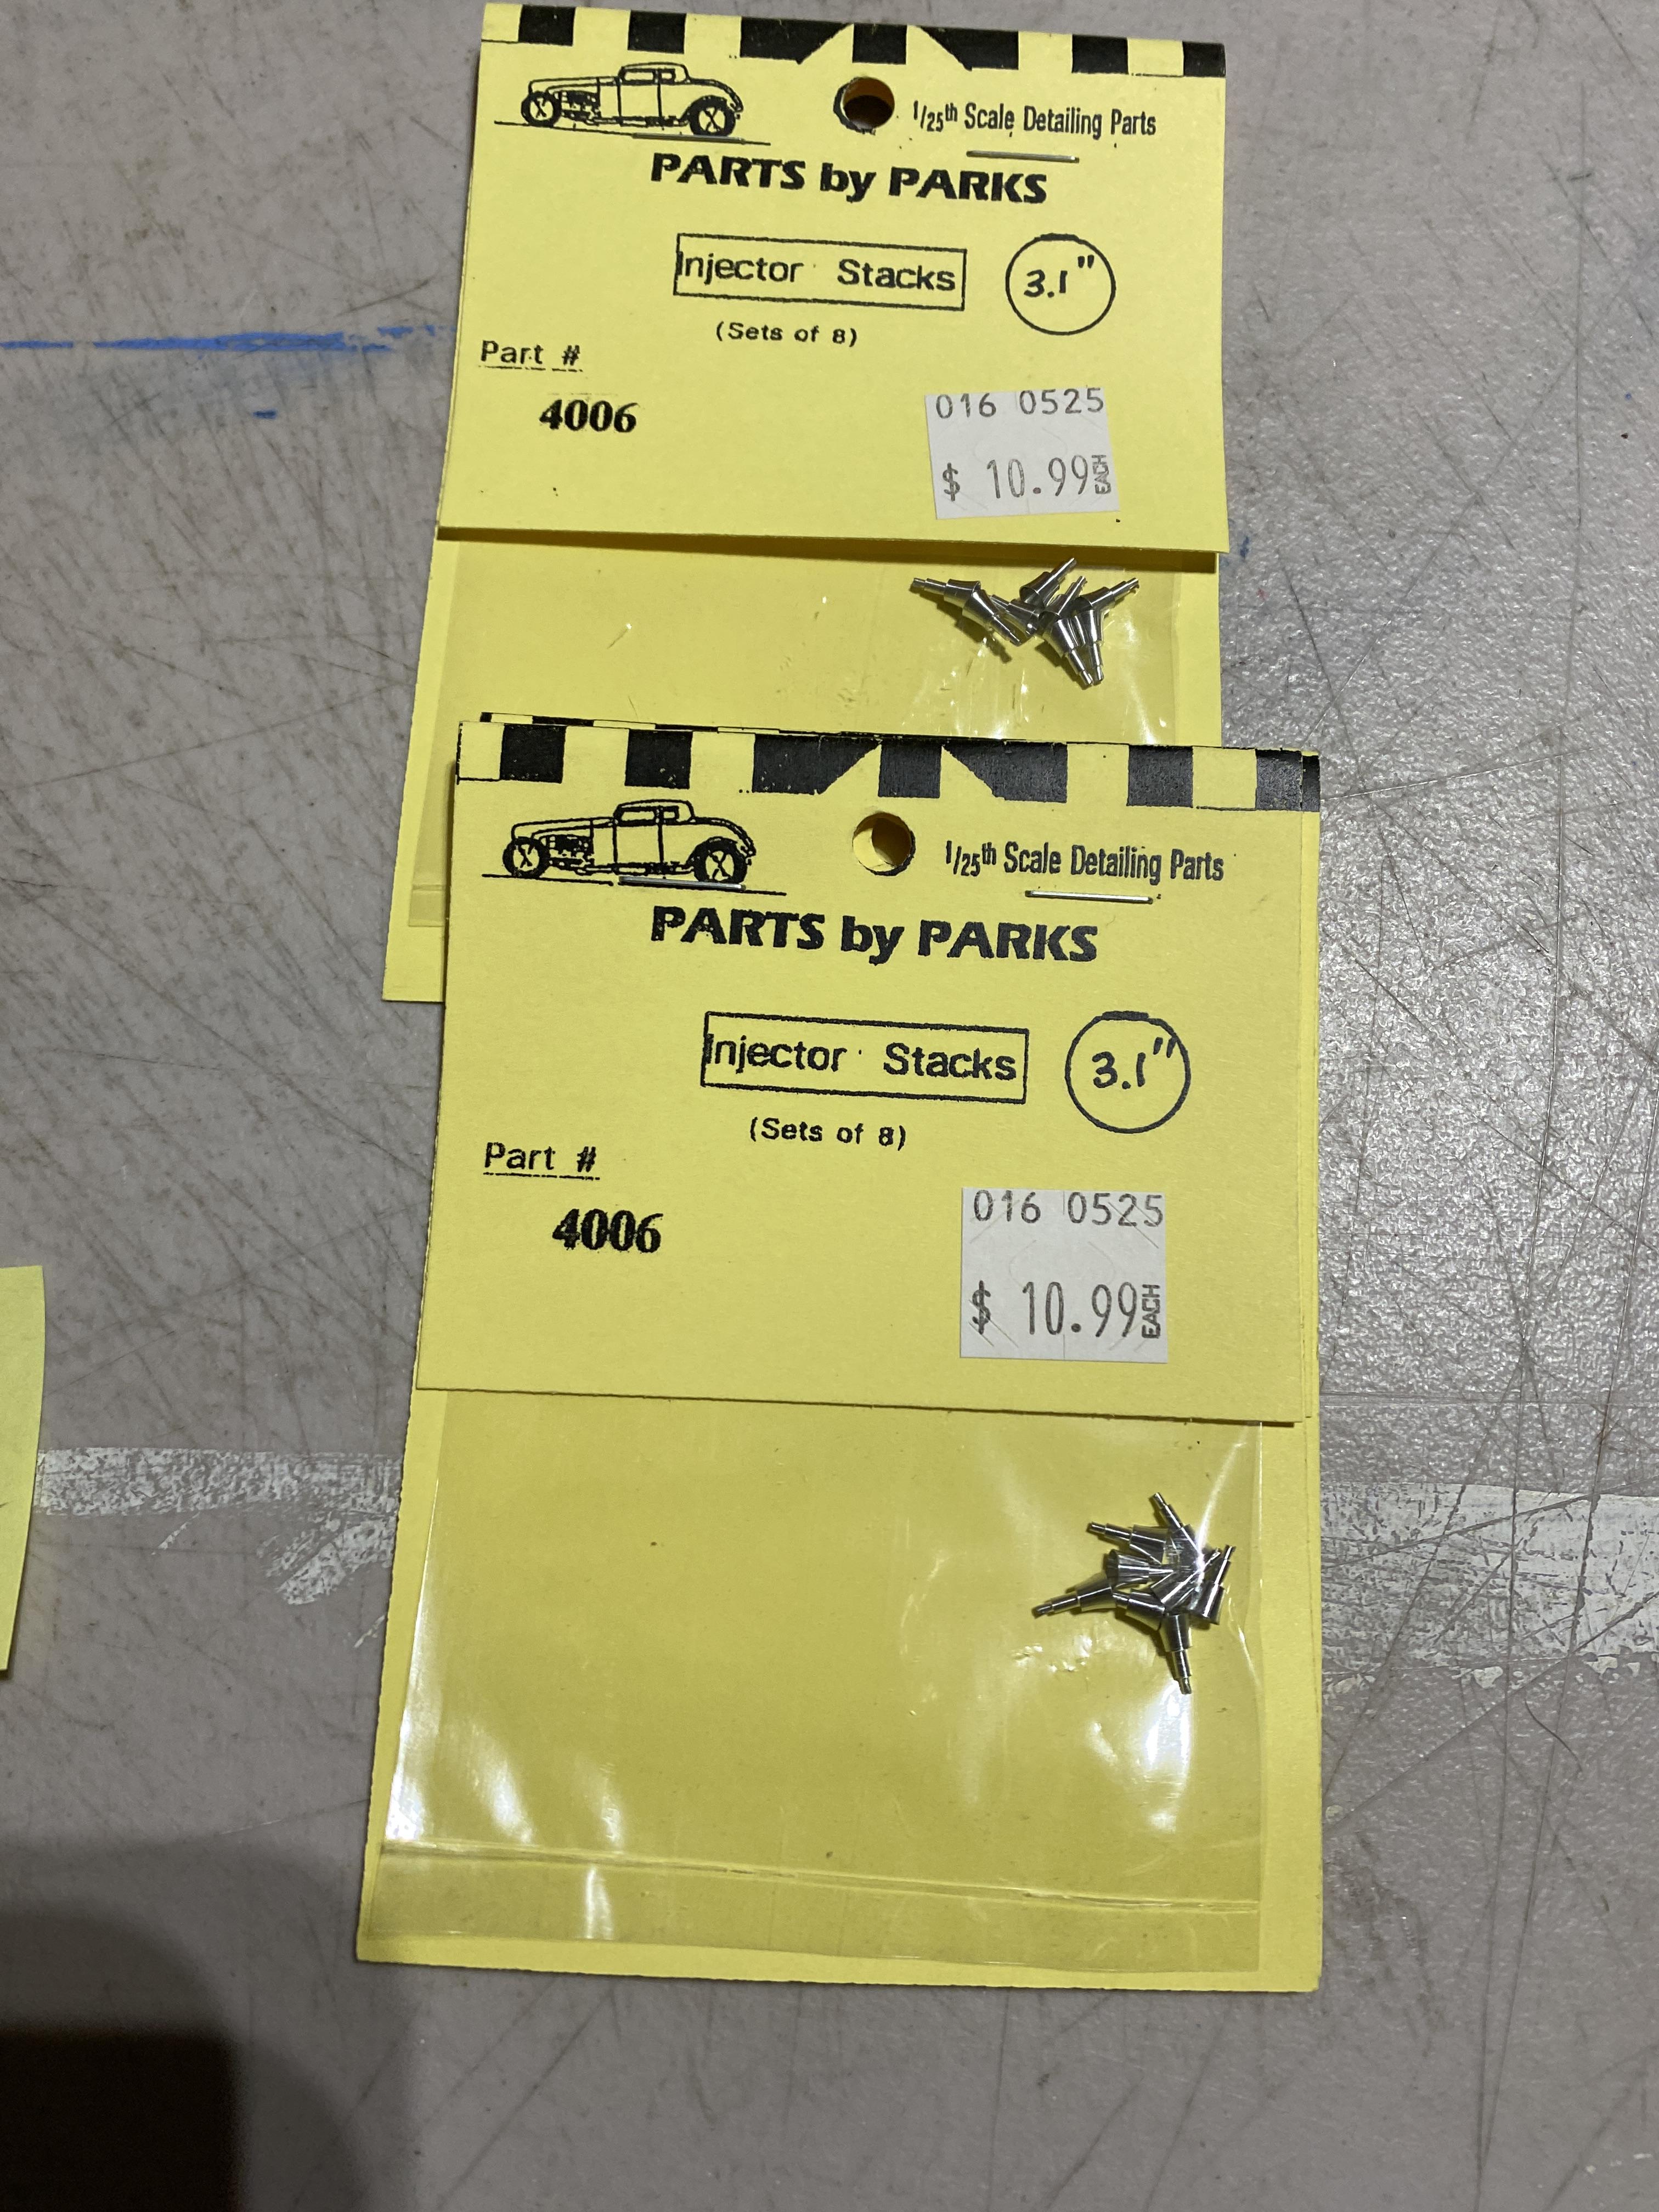 1/25th Scale Detailing Parts
PARTS by PARKS
Injector Stacks
3.1"
(Sets of 8)
Part #
4006
016 0525
$ 10.99 EACH
1/25th Scale Detailing Parts
PARTS by PARKS
Injector Stacks
3.1"
(Sets of 8)
Part #
4006
016 0525
$ 10.99 EACH